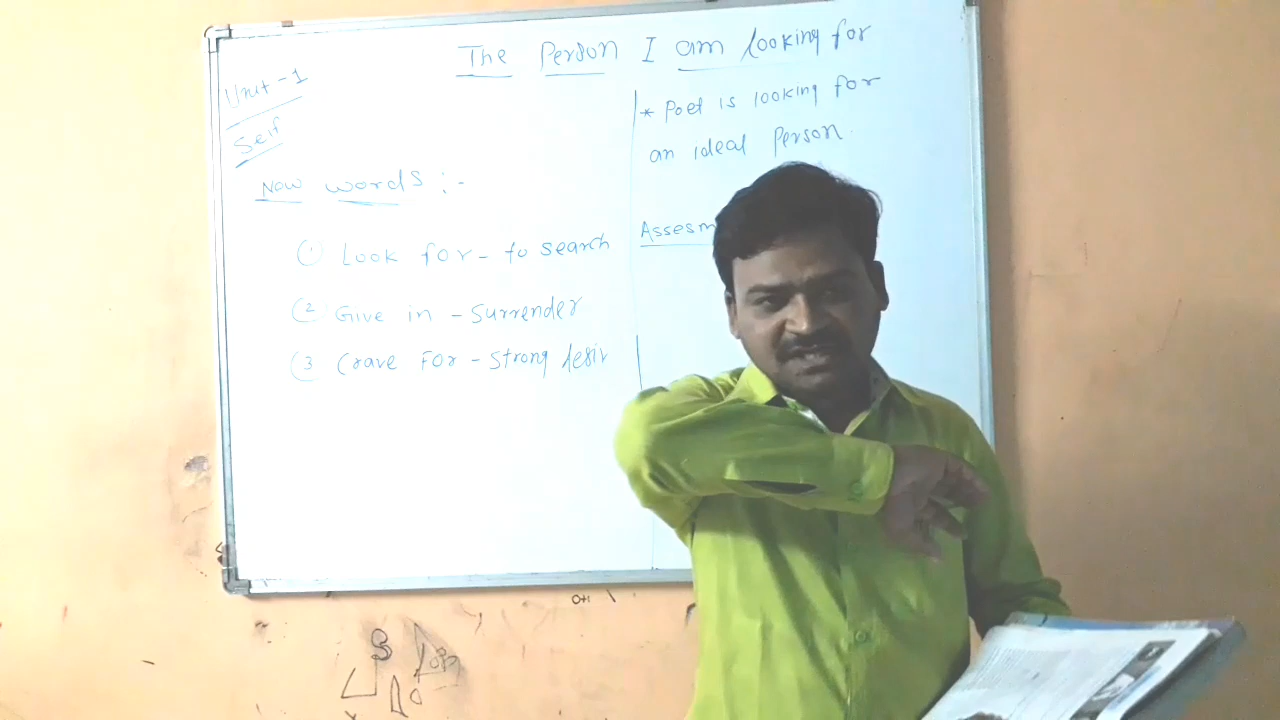 The Person I am looking for
Unit-1
Self
New words :-
(1) Look for - to search
(2) Give in - Surrender
(3) Crave For - Strong desir
* Poet is looking for
an ideal Person.
Assesm